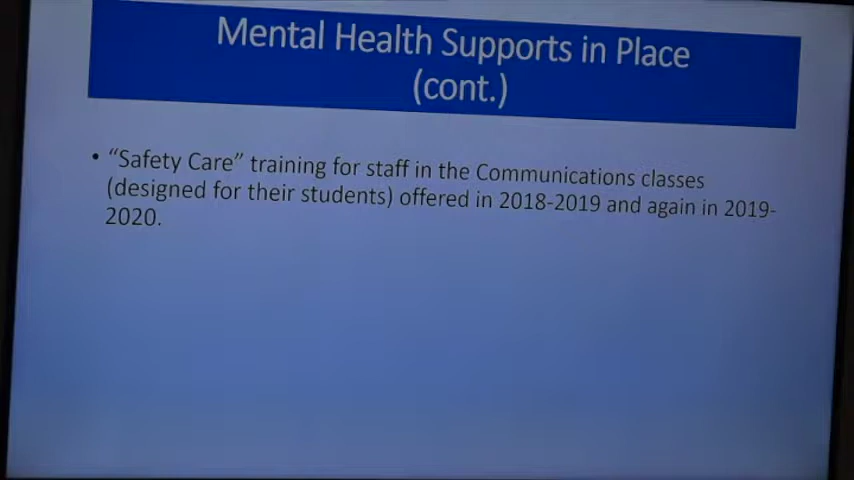 Mental Health Supports in Place
(cont.)
• “Safety Care” training for staff in the Communications classes
(designed for their students) offered in 2018-2019 and again in 2019-
2020.